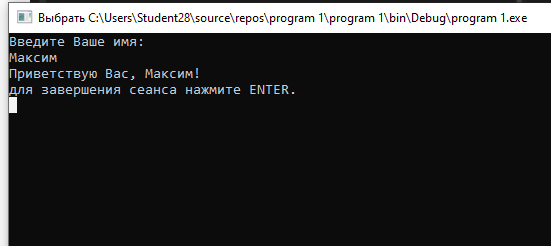 Выбрать C:\Users\Student28\source\repos\program 1\program 1\bin\Debug\program 1.exe
Введите Ваше имя:
Максим
Приветствую Вас, Максим!
для завершения сеанса нажмите ENTER.